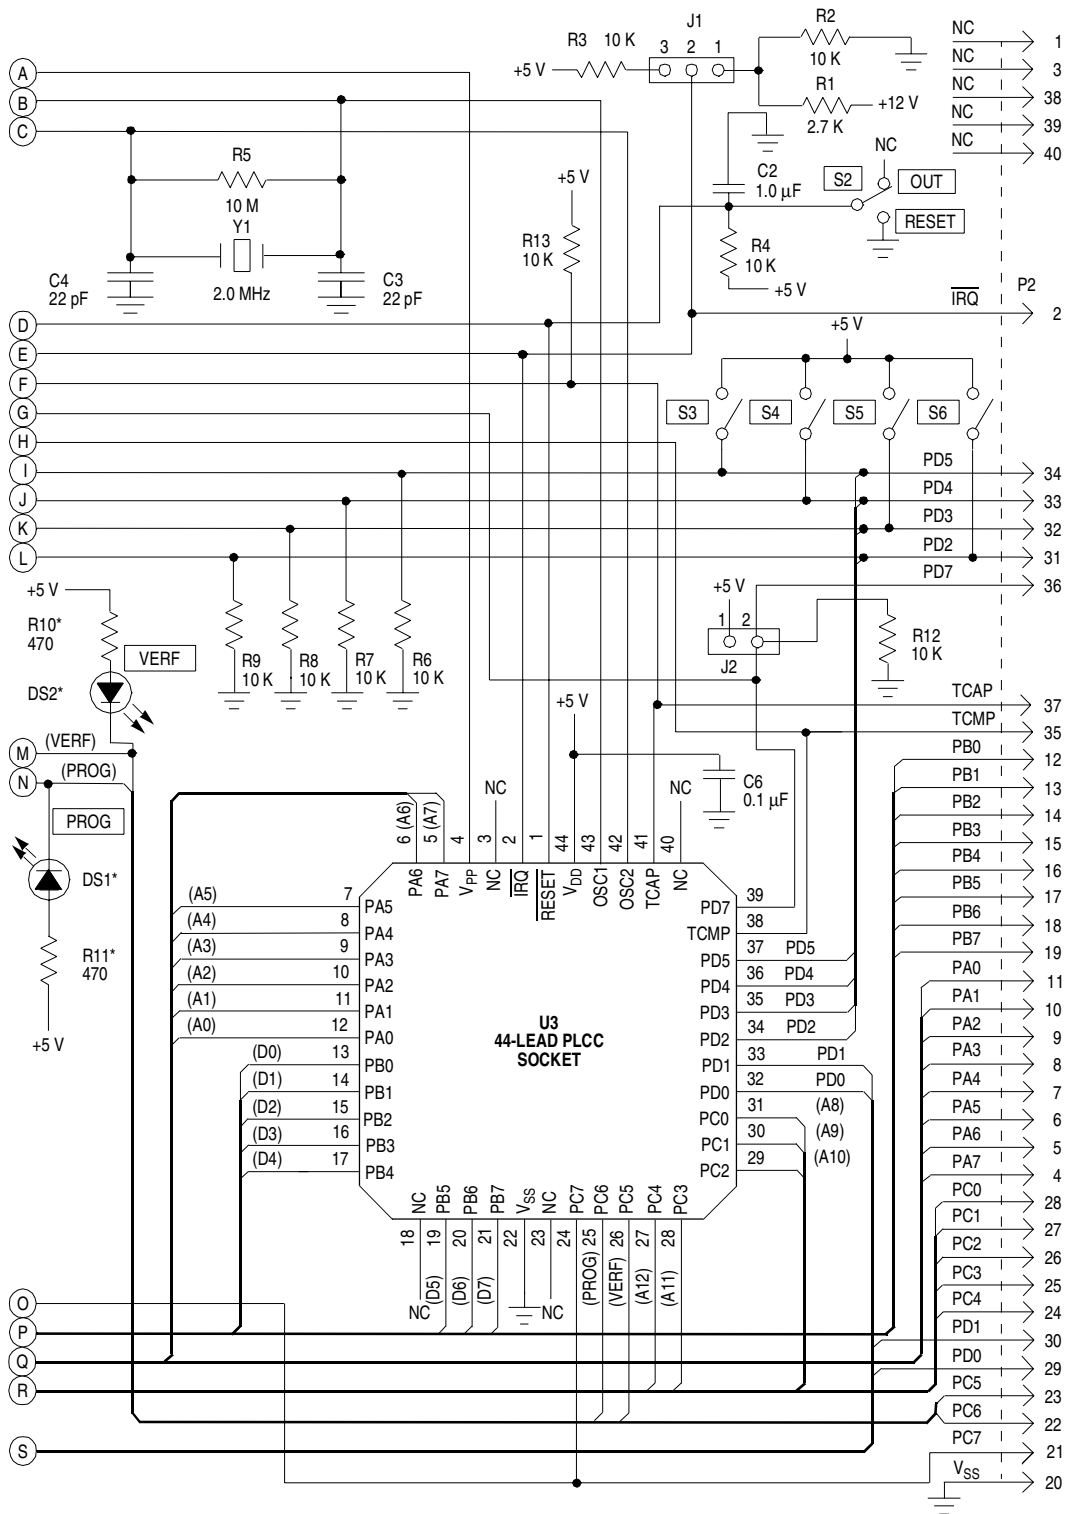 J1
R2
10 K
R3 10 K
3 2 1
+5 V
R1
2.7 K
+12 V
NC 1
NC 3
NC 38
NC 39
NC 40
A
B
C
R5
10 M
Y1
2.0 MHz
C4
22 pF
C3
22 pF
+5 V
R13
10 K
C2
1.0 µF
R4
10 K
+5 V
S2
NC
OUT
RESET
IRQ
P2
2
D
E
F
G
H
I
J
K
L
+5 V
S3
S4
S5
S6
PD5 34
PD4 33
PD3 32
PD2 31
PD7 36
+5 V
R10*
470
VERF
DS2*
R9
10 K
R8
10 K
R7
10 K
R6
10 K
+5 V
1 2
J2
R12
10 K
+5 V
C6
0.1 µF
M
(VERF)
N
(PROG)
PROG
DS1*
R11*
470
+5 V
TCAP 37
TCMP 35
PB0 12
PB1 13
PB2 14
PB3 15
PB4 16
PB5 17
PB6 18
PB7 19
PA0 11
PA1 10
PA2 9
PA3 8
PA4 7
PA5 6
PA6 5
PA7 4
PC0 28
PC1 27
PC2 26
PC3 25
PC4 24
PD1 30
PD0 29
PC5 23
PC6 22
PC7 21
VSS 20
6 (A6) PA6
5 (A7) PA7
4 VPP
NC 3 NC
2 IRQ
1 RESET
44 VDD
43 OSC1
42 OSC2
41 TCAP
NC 40 NC
(A5) 7 PA5
(A4) 8 PA4
(A3) 9 PA3
(A2) 10 PA2
(A1) 11 PA1
(A0) 12 PA0
(D0) 13 PB0
(D1) 14 PB1
(D2) 15 PB2
(D3) 16 PB3
(D4) 17 PB4
U3
44-LEAD PLCC
SOCKET
PD7 39
TCMP 38
PD5 37 PD5
PD4 36 PD4
PD3 35 PD3
PD2 34 PD2
PD1 33 PD1
PD0 32 PD0
PC0 31 (A8)
PC1 30 (A9)
PC2 29 (A10)
NC 18 NC
PB5 19 (D5)
PB6 20 (D6)
PB7 21 (D7)
VSS 22
NC 23 NC
PC7 24
PC6 25 (PROG)
PC5 26 (VERF)
PC4 27 (A12)
PC3 28 (A11)
O
P
Q
R
S